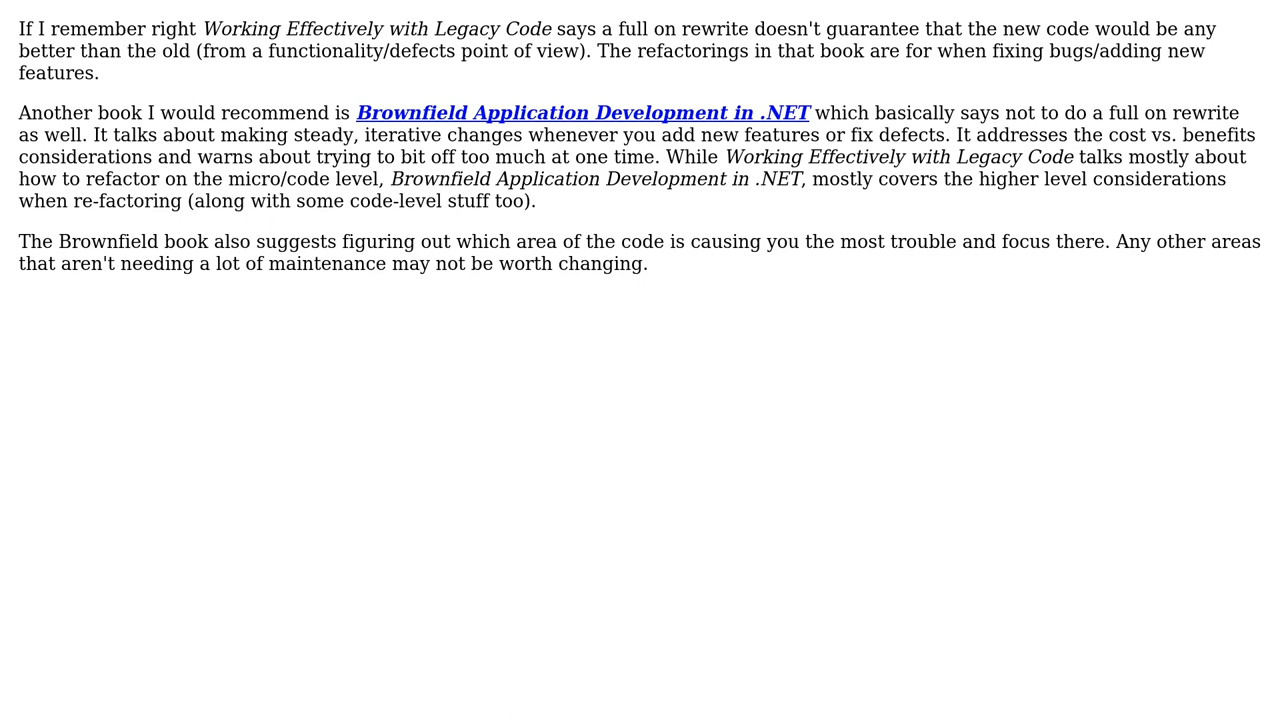 If I remember right Working Effectively with Legacy Code says a full on rewrite doesn't guarantee that the new code would be any
better than the old (from a functionality/defects point of view). The refactorings in that book are for when fixing bugs/adding new
features.
Another book I would recommend is Brownfield Application Development in .NET which basically says not to do a full on rewrite
as well. It talks about making steady, iterative changes whenever you add new features or fix defects. It addresses the cost vs. benefits
considerations and warns about trying to bit off too much at one time. While Working Effectively with Legacy Code talks mostly about
how to refactor on the micro/code level, Brownfield Application Development in .NET, mostly covers the higher level considerations
when re-factoring (along with some code-level stuff too).
The Brownfield book also suggests figuring out which area of the code is causing you the most trouble and focus there. Any other areas
that aren't needing a lot of maintenance may not be worth changing.